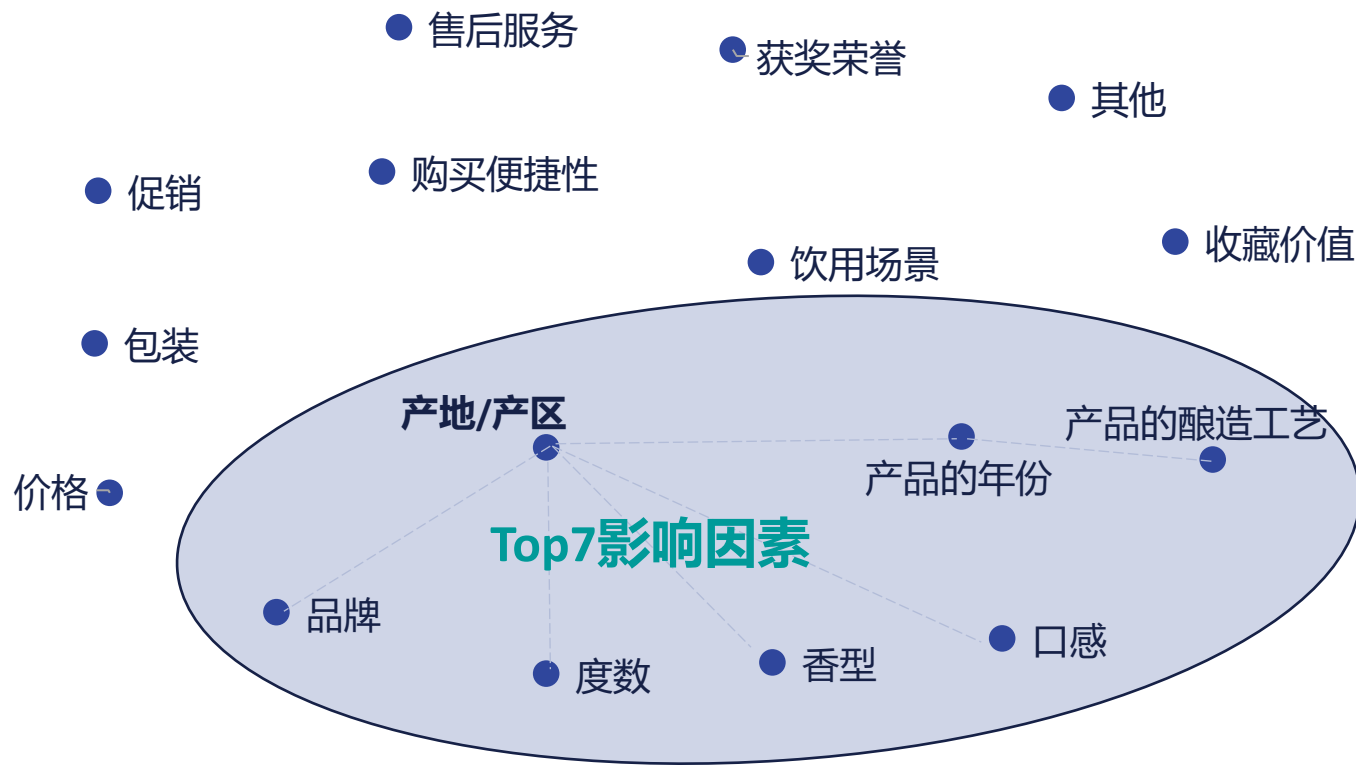 售后服务
获奖荣誉
其他
购买便捷性
促销
收藏价值
饮用场景
包装
产地/产区
产品的酿造工艺
产品的年份
价格
Top7影响因素
品牌
口感
香型
度数